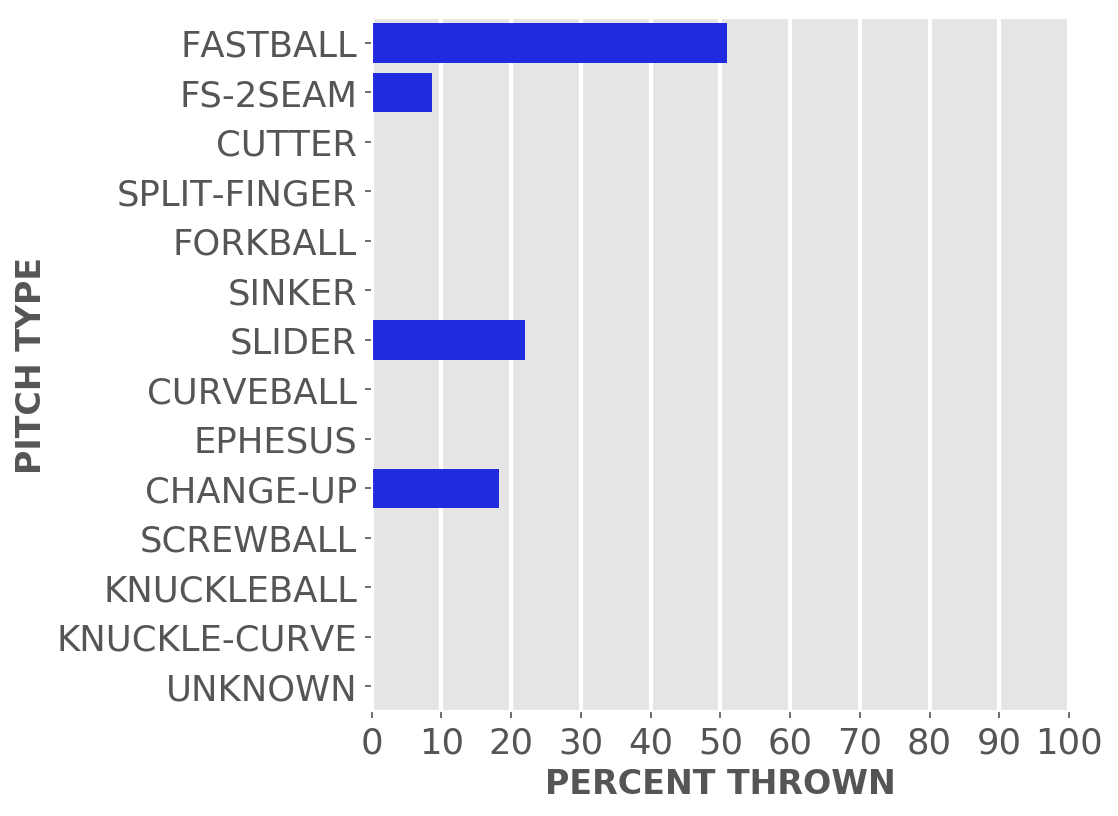 FASTBALL
FS-2SEAM
CUTTER
SPLIT-FINGER
FORKBALL
SINKER
SLIDER
CURVEBALL
EPHESUS
CHANGE-UP
SCREWBALL
KNUCKLEBALL
KNUCKLE-CURVE
UNKNOWN
PITCH TYPE
0 10 20 30 40 50 60 70 80 90 100
PERCENT THROWN